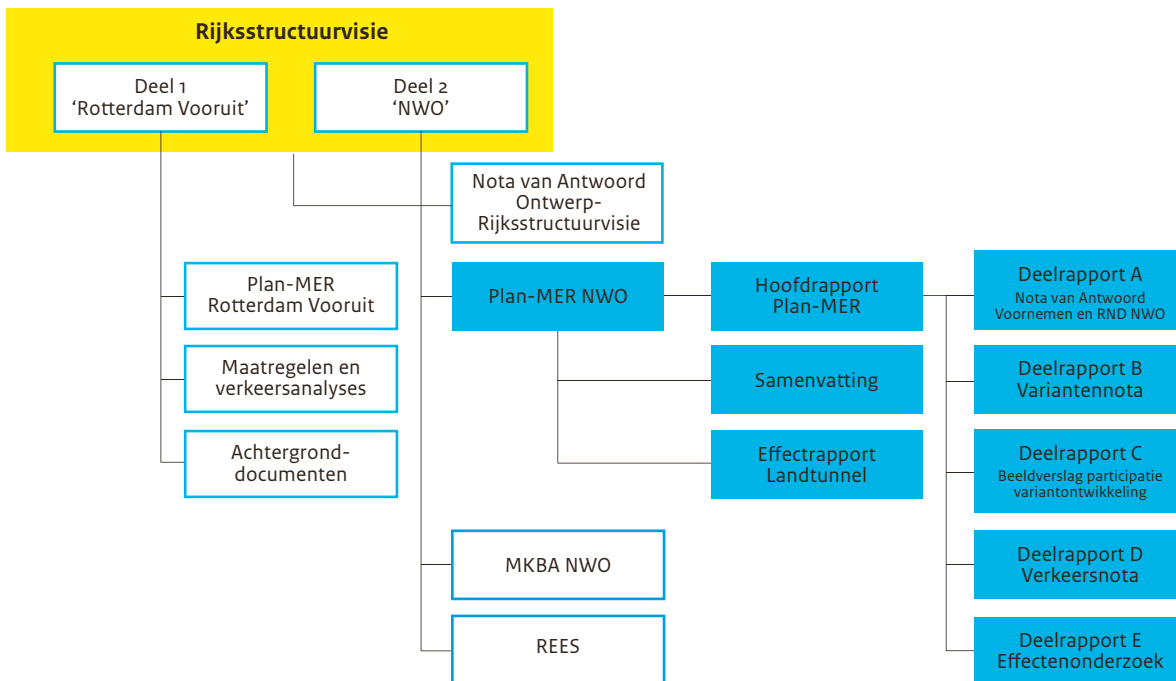 Rijksstructuurvisie
Deel 1
‘Rotterdam Vooruit’
Deel 2
‘NWO’
Nota van Antwoord
Ontwerp-
Rijksstructuurvisie
Plan-MER
Rotterdam Vooruit
Maatregelen en
verkeersanalyses
Achtergrond-
documenten
Plan-MER NWO
Hoofdrapport
Plan-MER
Samenvatting
Effectrapport
Landtunnel
MKBA NWO
REES
Deelrapport A
Nota van Antwoord
Voornemen en RND NWO
Deelrapport B
Variantennota
Deelrapport C
Beeldverslag participatie
variantontwikkeling
Deelrapport D
Verkeersnota
Deelrapport E
Effectenonderzoek